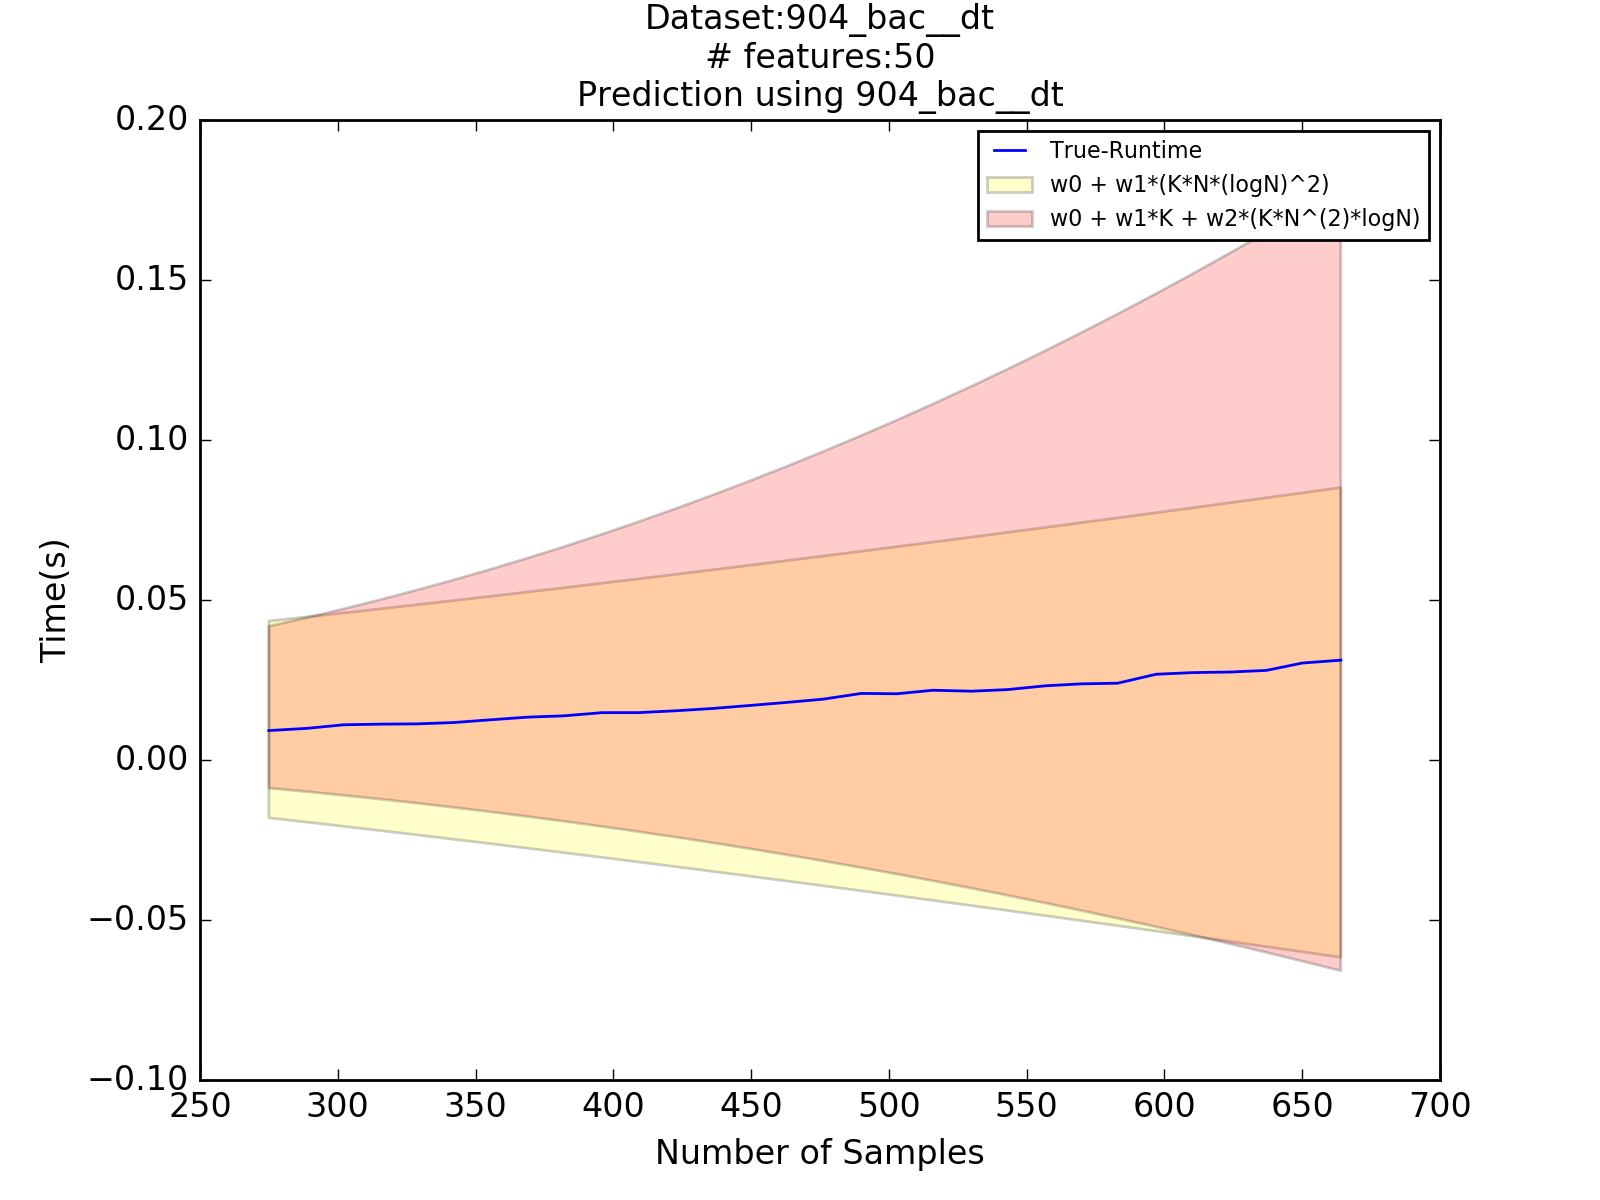 Dataset:904_bac__dt
# features:50
Prediction using 904_bac__dt
True-Runtime
w0 + w1*(K*N*(logN)^2)
w0 + w1*K + w2*(K*N^(2)*logN)
0.20
0.15
0.10
0.05
0.00
−0.05
−0.10
Time(s)
250 300 350 400 450 500 550 600 650 700
Number of Samples